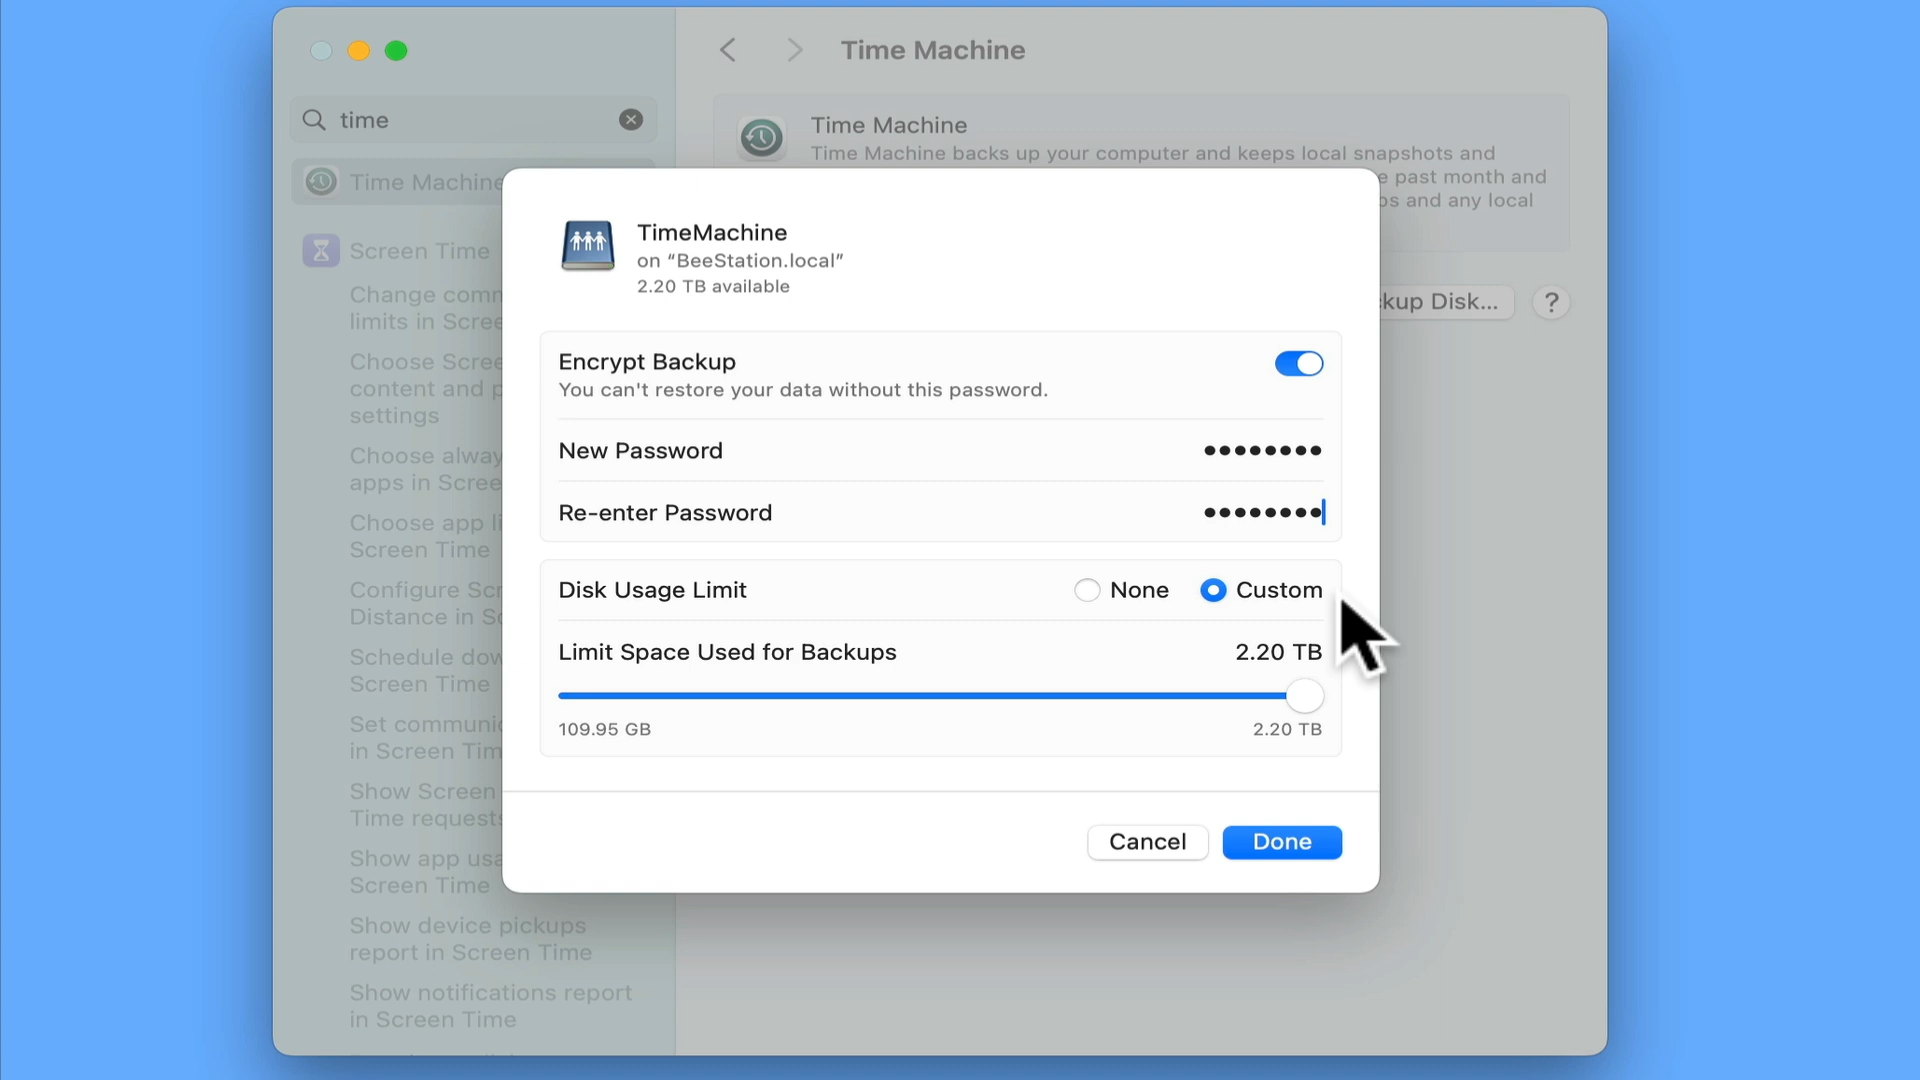 Time Machine
time
Time Machine
Time Machine backs up your computer and keeps local snapshots and
e past month and
os and any local
Time Machine
Screen Time
Change comm
limits in Scree
Choose Scree
content and p
settings
Choose alway
apps in Scree
Choose app li
Screen Time
Configure Scr
Distance in Sc
Schedule dow
Screen Time
Set communic
in Screen Tim
Show Screen
Time requests
Show app usa
Screen Time
Show device pickups
report in Screen Time
Show notifications report
in Screen Time
ckup Disk...
?
TimeMachine
on “BeeStation.local”
2.20 TB available
Encrypt Backup
You can't restore your data without this password.
New Password
Re-enter Password
Disk Usage Limit None Custom
Limit Space Used for Backups 2.20 TB
109.95 GB 2.20 TB
Cancel Done